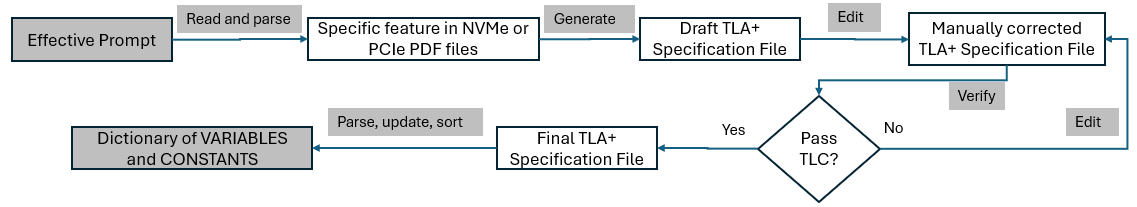 Effective Prompt
Read and parse
Specific feature in NVMe or
PCIe PDF files
Generate
Draft TLA+
Specification File
Edit
Manually corrected
TLA+ Specification File
Verify
Pass
TLC?
No
Edit
Yes
Final TLA+
Specification File
Parse, update, sort
Dictionary of VARIABLES
and CONSTANTS